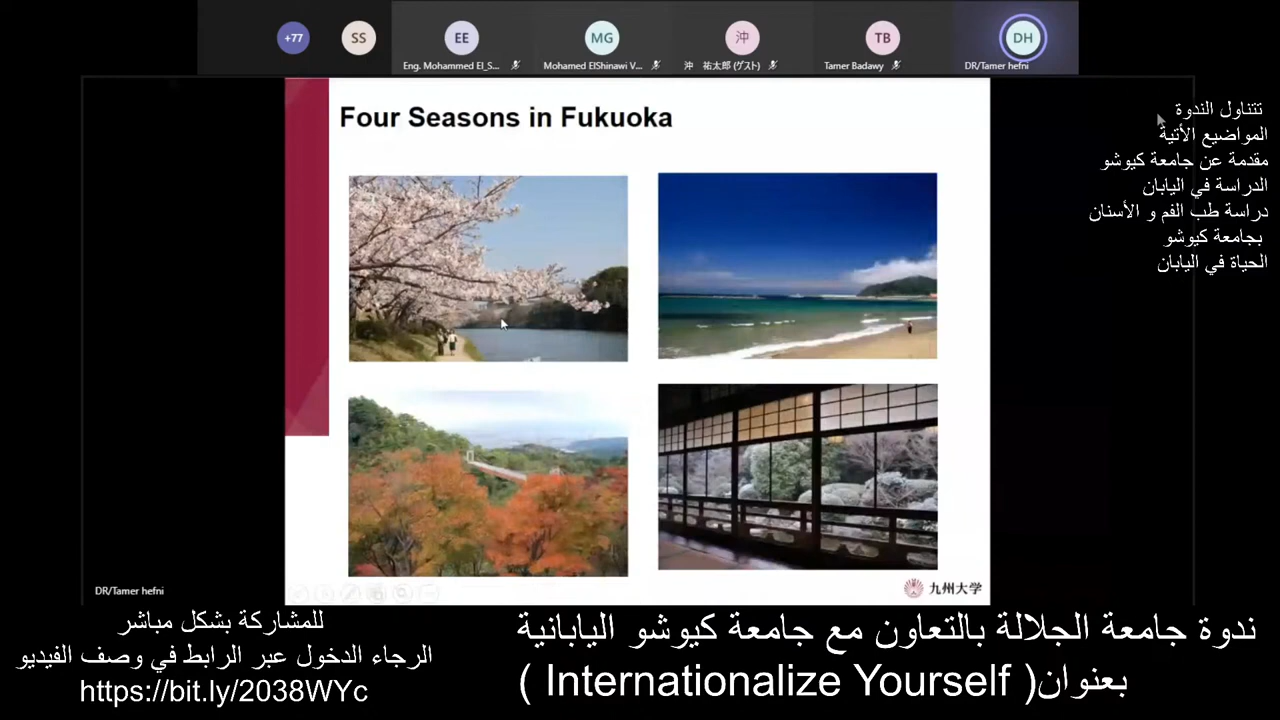 +77
SS
EE
MG
沖
TB
DH
Eng. Mohammed El_S...
Mohamed ElShinawi V...
沖 祐太郎 (ゲスト)
Tamer Badawy
DR/Tamer hefni
Four Seasons in Fukuoka
تتناول الندوة
المواضيع الأتية
مقدمة عن جامعة كيوشو
الدراسة في اليابان
دراسة طب الفم و الأسنان
بجامعة كيوشو
الحياة في اليابان
DR/Tamer hefni
九州大学
ندوة جامعة الجلالة بالتعاون مع جامعة كيوشو اليابانية
بعنوان( Internationalize Yourself )
للمشاركة بشكل مباشر
الرجاء الدخول عبر الرابط في وصف الفيديو
https://bit.ly/2038WYc